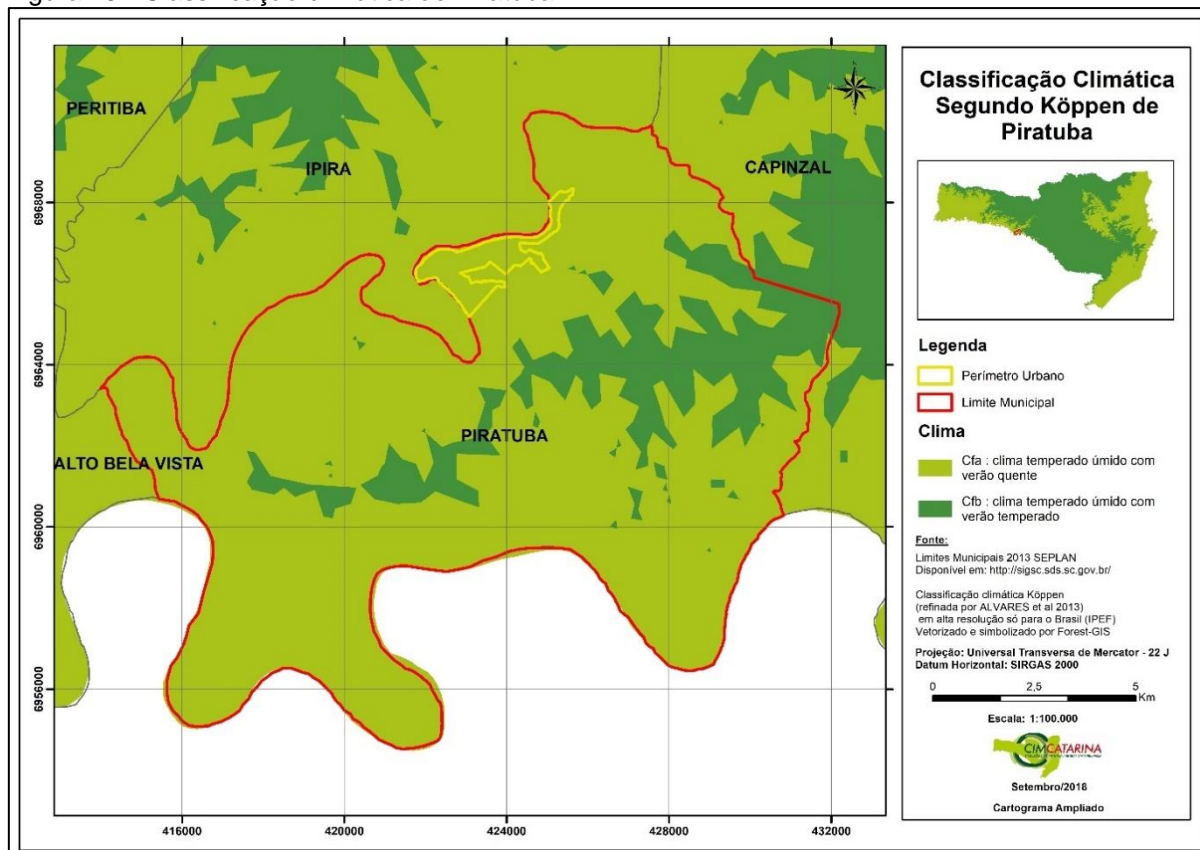 PERITIBA
IPIRA
CAPINZAL
PIRATUBA
ALTO BELA VISTA
6968000
6964000
6960000
6956000
416000
420000
424000
428000
432000
Classificação Climática
Segundo Köppen de
Piratuba
Legenda
Perímetro Urbano
Limite Municipal
Clima
Cfa : clima temperado úmido com
verão quente
Cfb : clima temperado úmido com
verão temperado
Fonte:
Limites Municipais 2013 SEPLAN
Disponível em: http://sigsc.sds.sc.gov.br/
Classificação climática Köppen
(refinada por ALVARES et al 2013)
em alta resolução só para o Brasil (IPEF)
Vetorizado e simbolizado por Forest-GIS
Projeção: Universal Transversa de Mercator - 22 J
Datum Horizontal: SIRGAS 2000
0 2,5 5
Km
Escala: 1:100.000
CIMCATARINA
Setembro/2018
Cartograma Ampliado